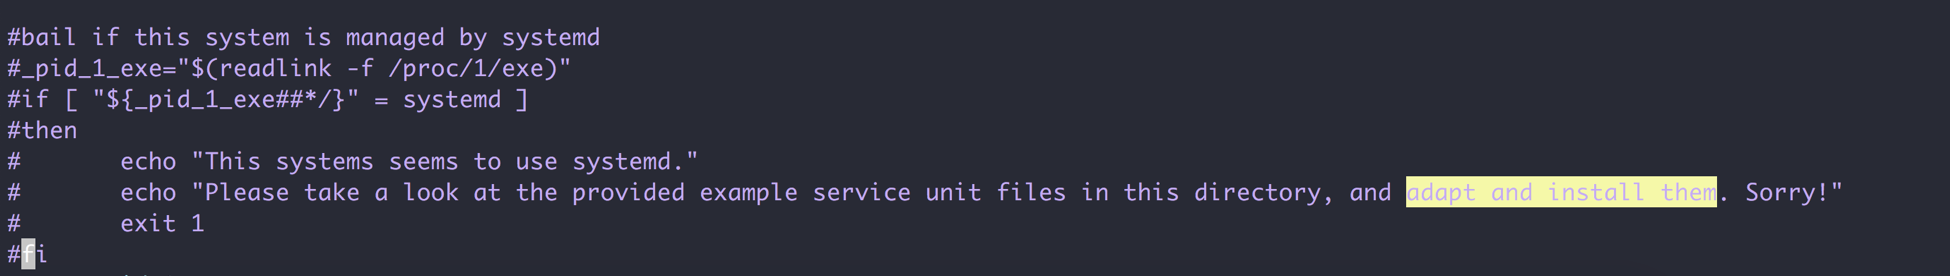 #bail if this system is managed by systemd
#_pid_1_exe="$(readlink -f /proc/1/exe)"
#if [ "${_pid_1_exe##*/}" = systemd ]
#then
#       echo "This systems seems to use systemd."
#       echo "Please take a look at the provided example service unit files in this directory, and adapt and install them. Sorry!"
#       exit 1
#fi